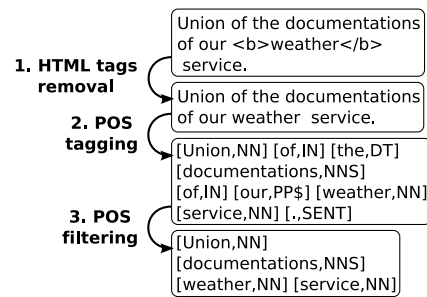 Union of the documentations
of our <b>weather</b>
service.
1. HTML tags
removal
Union of the documentations
of our weather  service.
2. POS
tagging
[Union,NN] [of,IN] [the,DT]
[documentations,NNS]
[of,IN] [our,PP$] [weather,NN]
[service,NN] [.,SENT]
3. POS
filtering
[Union,NN]
[documentations,NNS]
[weather,NN] [service,NN]